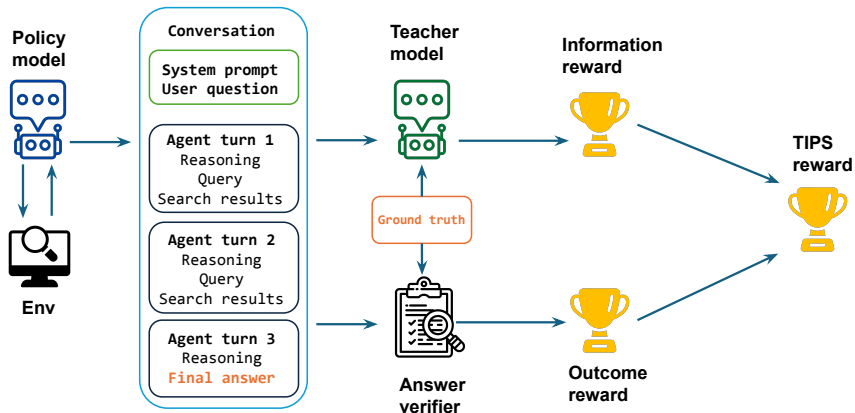 Policy
model
Env
Conversation
System prompt
User question
Agent turn 1
Reasoning
Query
Search results
Agent turn 2
Reasoning
Query
Search results
Agent turn 3
Reasoning
Final answer
Teacher
model
Ground truth
Answer
verifier
Information
reward
Outcome
reward
TIPS
reward